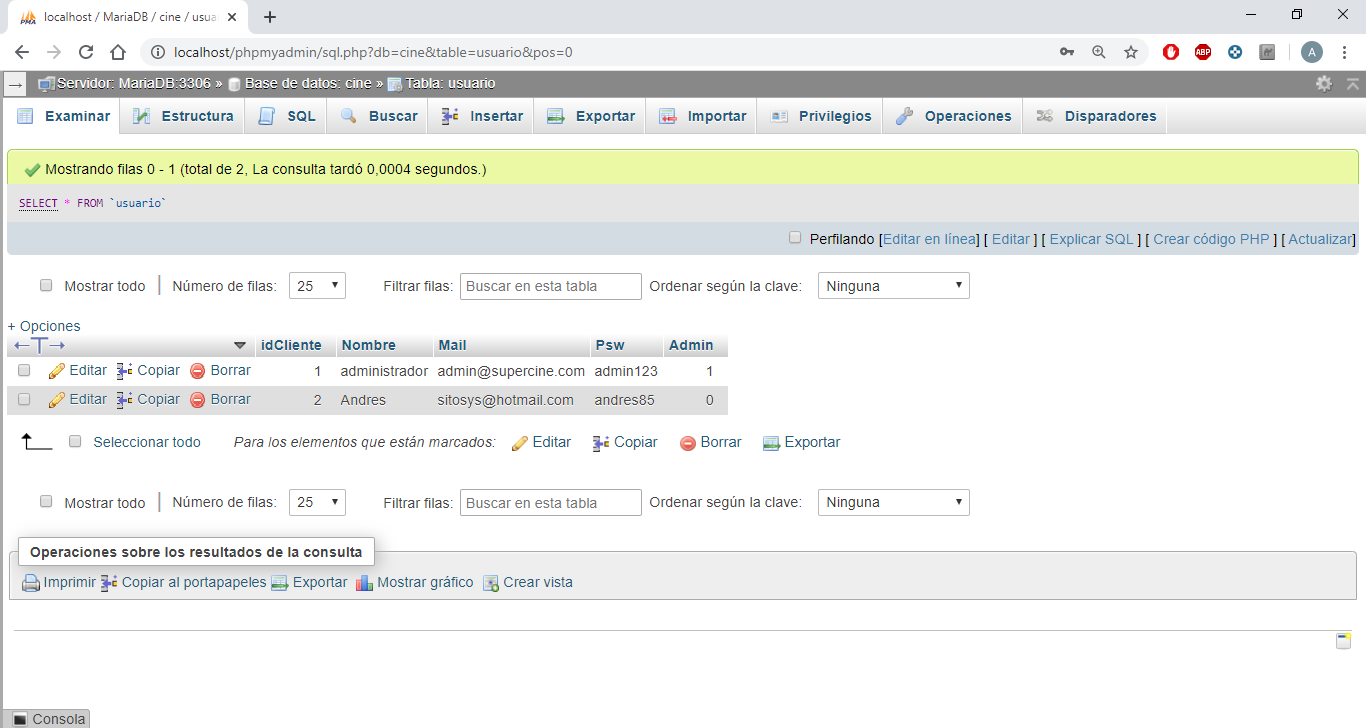 localhost / MariaDB / cine / usua
localhost/phpmyadmin/sql.php?db=cine&table=usuario&pos=0
ABP
A
Servidor: MariaDB:3306 » Base de datos: cine » Tabla: usuario
Examinar Estructura SQL Buscar Insertar Exportar Importar Privilegios Operaciones Disparadores
Mostrando filas 0 - 1 (total de 2, La consulta tardó 0,0004 segundos.)
SELECT * FROM `usuario`
Perfilando [Editar en línea] [ Editar ] [ Explicar SQL ] [ Crear código PHP ] [ Actualizar]
Mostrar todo Número de filas: 25 Filtrar filas: Buscar en esta tabla Ordenar según la clave: Ninguna
+ Opciones
←T→ idCliente Nombre Mail Psw Admin
Editar Copiar Borrar 1 administrador admin@supercine.com admin123 1
Editar Copiar Borrar 2 Andres sitosys@hotmail.com andres85 0
Seleccionar todo Para los elementos que están marcados: Editar Copiar Borrar Exportar
Mostrar todo Número de filas: 25 Filtrar filas: Buscar en esta tabla Ordenar según la clave: Ninguna
Operaciones sobre los resultados de la consulta
Imprimir Copiar al portapapeles Exportar Mostrar gráfico Crear vista
Consola